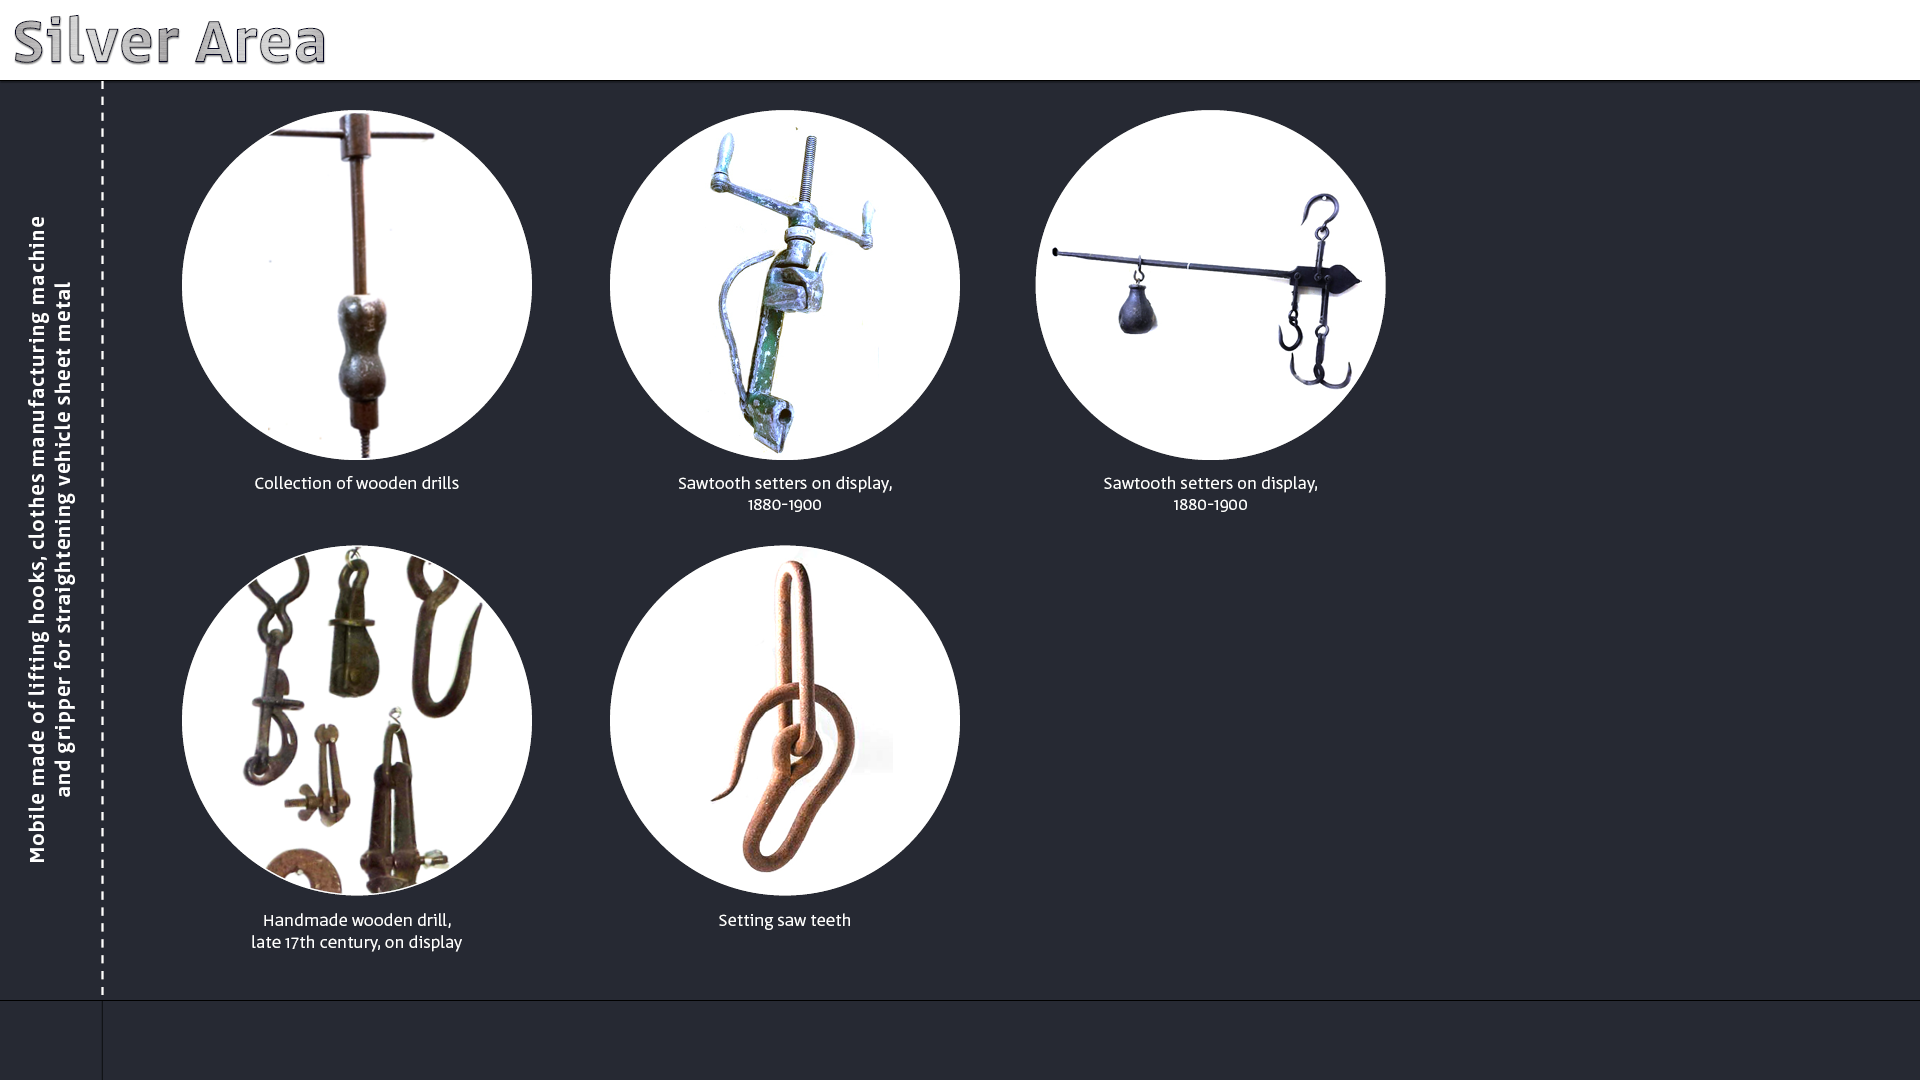 Silver Area
Mobile made of lifting hooks, clothes manufacturing machine
and gripper for straightening vehicle sheet metal
Collection of wooden drills
Sawtooth setters on display,
1880-1900
Sawtooth setters on display,
1880-1900
Handmade wooden drill,
late 17th century, on display
Setting saw teeth